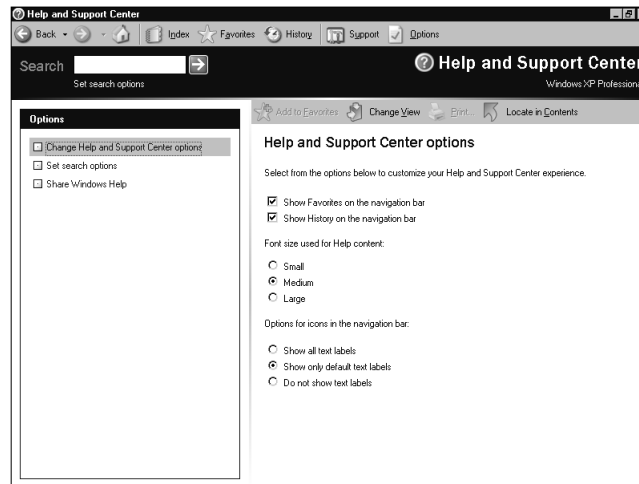 Help and Support Center
Back Index Favorites History Support Options
Search
Set search options
Help and Support Center
Windows XP Professional
Options
Change Help and Support Center options
Set search options
Share Windows Help
Add to Favorites Change View Print... Locate in Contents
Help and Support Center options
Select from the options below to customize your Help and Support Center experience.
Show Favorites on the navigation bar
Show History on the navigation bar
Font size used for Help content:
Small
Medium
Large
Options for icons in the navigation bar:
Show all text labels
Show only default text labels
Do not show text labels